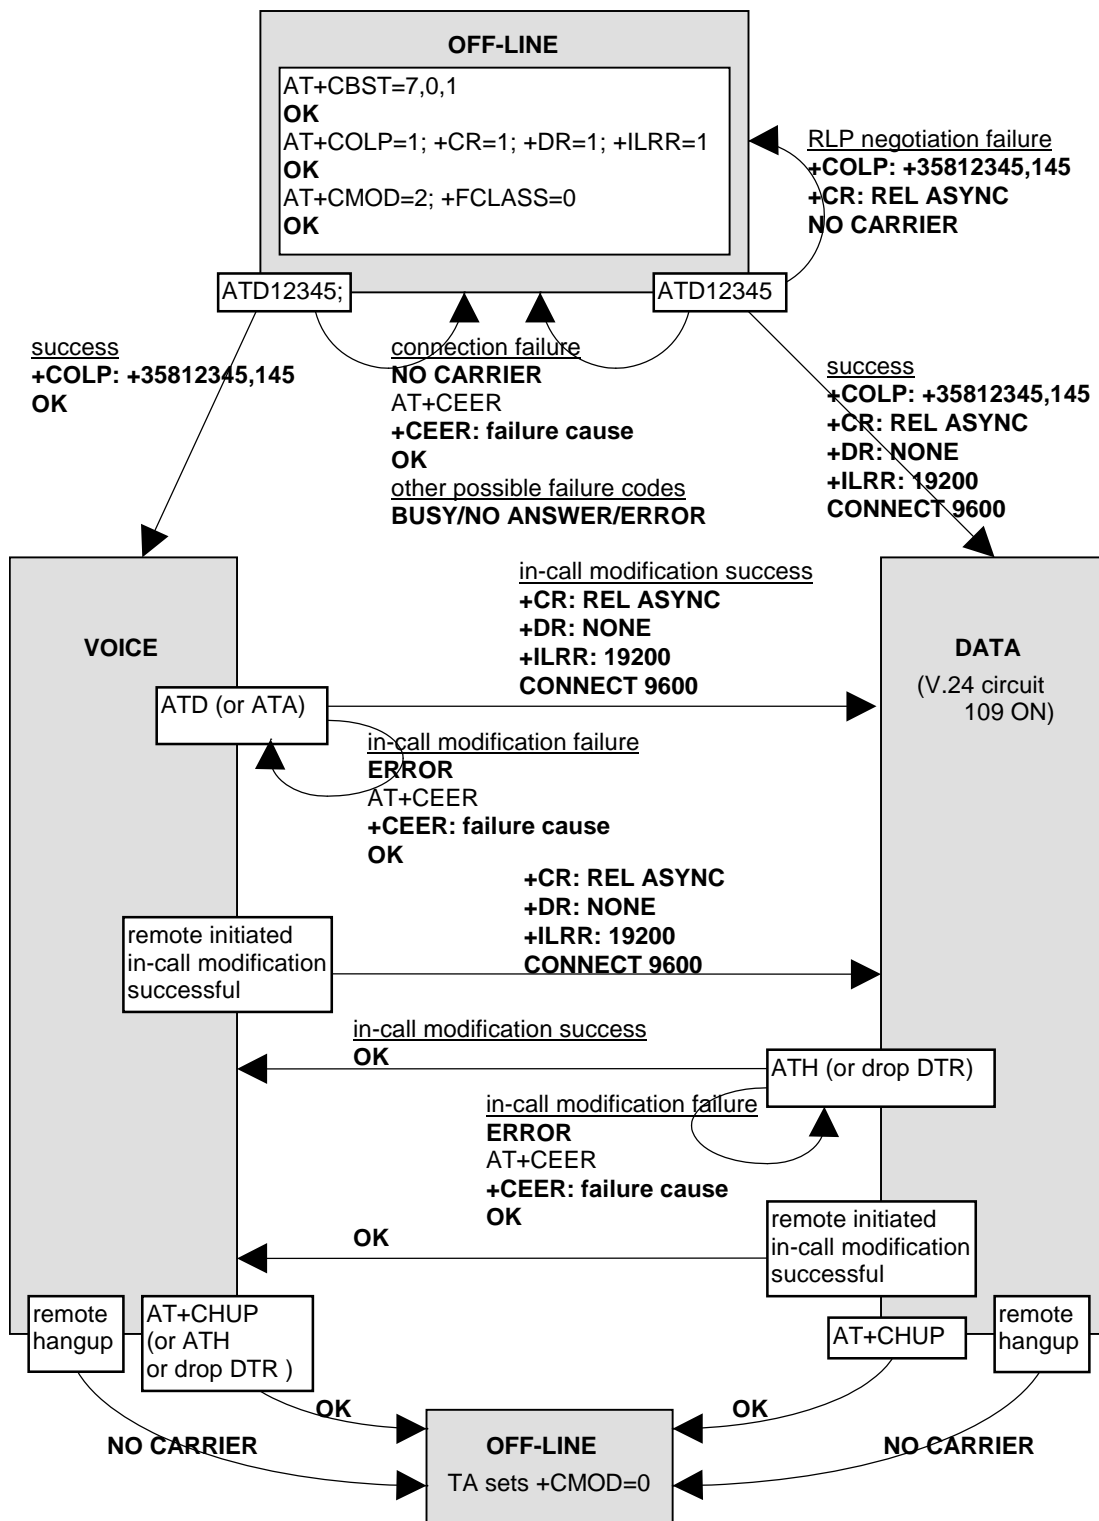 OFF-LINE
AT+CBST=7,0,1
OK
AT+COLP=1; +CR=1; +DR=1; +ILRR=1
OK
AT+CMOD=2; +FCLASS=0
OK
RLP negotiation failure
+COLP: +35812345,145
+CR: REL ASYNC
NO CARRIER
ATD12345;
ATD12345
success
+COLP: +35812345,145
OK
connection failure
NO CARRIER
AT+CEER
+CEER: failure cause
OK
other possible failure codes
BUSY/NO ANSWER/ERROR
success
+COLP: +35812345,145
+CR: REL ASYNC
+DR: NONE
+ILRR: 19200
CONNECT 9600
VOICE
in-call modification success
+CR: REL ASYNC
+DR: NONE
+ILRR: 19200
CONNECT 9600
DATA
(V.24 circuit
109 ON)
ATD (or ATA)
in-call modification failure
ERROR
AT+CEER
+CEER: failure cause
OK
+CR: REL ASYNC
+DR: NONE
+ILRR: 19200
CONNECT 9600
remote initiated
in-call modification
successful
in-call modification success
OK
ATH (or drop DTR)
in-call modification failure
ERROR
AT+CEER
+CEER: failure cause
OK
OK
remote initiated
in-call modification
successful
remote
hangup
AT+CHUP
(or ATH
or drop DTR )
AT+CHUP
remote
hangup
OK
OK
NO CARRIER
NO CARRIER
OFF-LINE
TA sets +CMOD=0